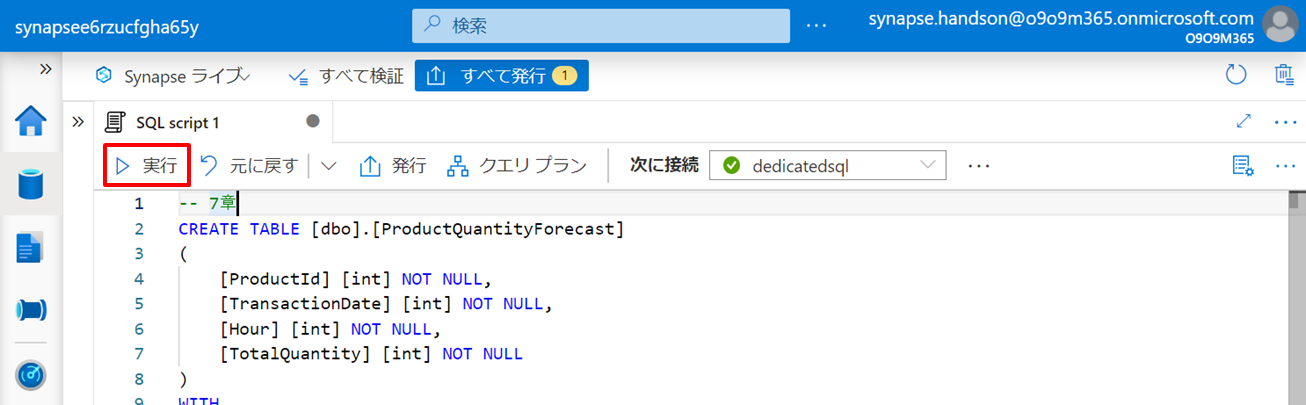 synapsee6rzucfgha65y
検索
synapse.handson@o9o9m365.onmicrosoft.com
O9O9M365
Synapse ライブ
すべて検証
すべて発行 1
SQL script 1
実行
元に戻す
発行
クエリ プラン
次に接続
dedicatedsql
1 -- 7章
2 CREATE TABLE [dbo].[ProductQuantityForecast]
3 (
4 [ProductId] [int] NOT NULL,
5 [TransactionDate] [int] NOT NULL,
6 [Hour] [int] NOT NULL,
7 [TotalQuantity] [int] NOT NULL
8 )
9 WITH